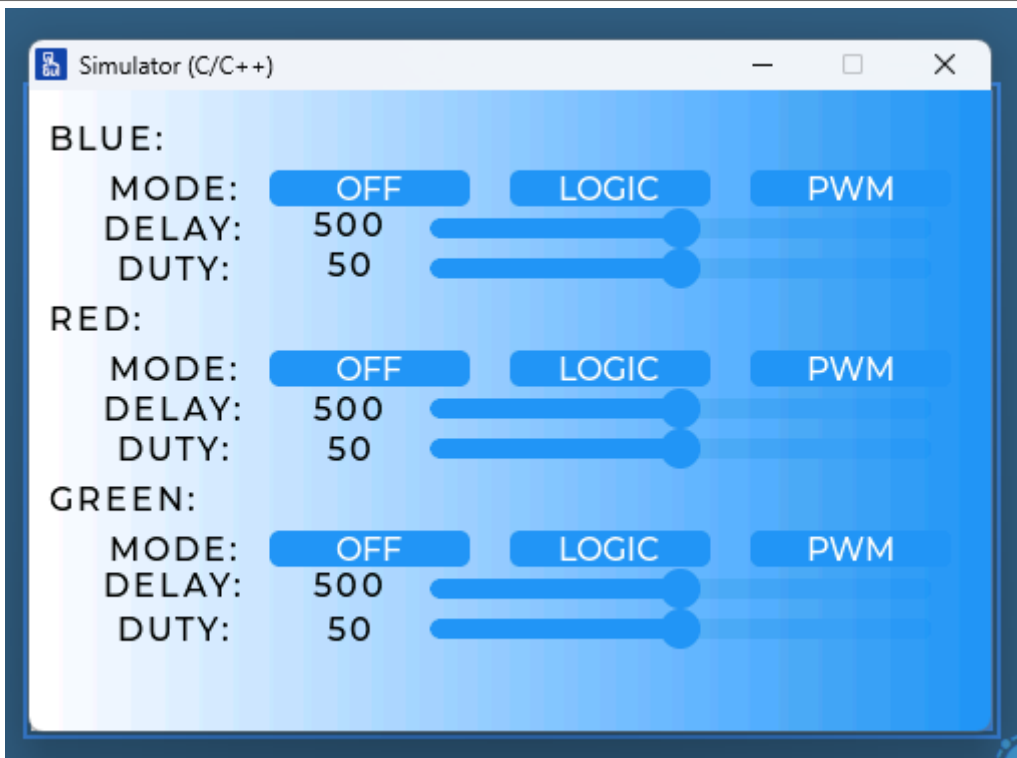 Simulator (C/C++)
BLUE:
MODE: OFF LOGIC PWM
DELAY: 500
DUTY: 50
RED:
MODE: OFF LOGIC PWM
DELAY: 500
DUTY: 50
GREEN:
MODE: OFF LOGIC PWM
DELAY: 500
DUTY: 50